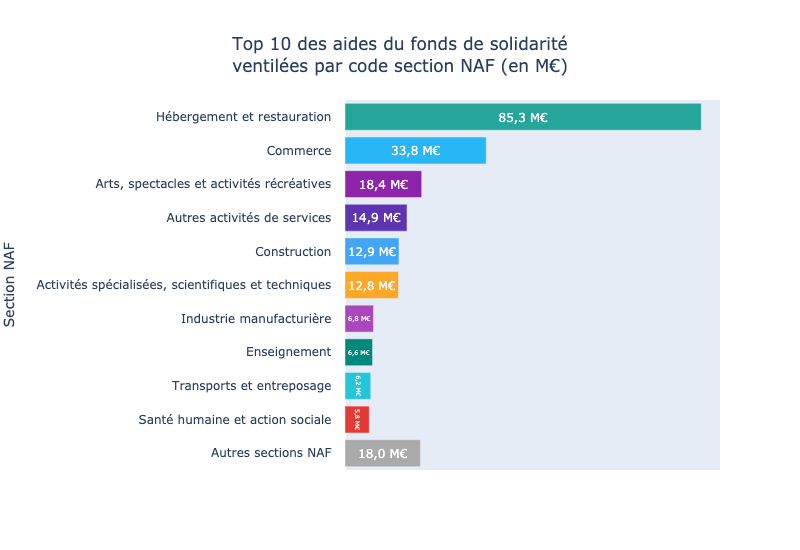 Top 10 des aides du fonds de solidarité
ventilées par code section NAF (en M€)
Section NAF
Hébergement et restauration 85,3 M€
Commerce 33,8 M€
Arts, spectacles et activités récréatives 18,4 M€
Autres activités de services 14,9 M€
Construction 12,9 M€
Activités spécialisées, scientifiques et techniques 12,8 M€
Industrie manufacturière 6,8 M€
Enseignement 6,6 M€
Transports et entreposage 6,2 M€
Santé humaine et action sociale 5,8 M€
Autres sections NAF 18,0 M€